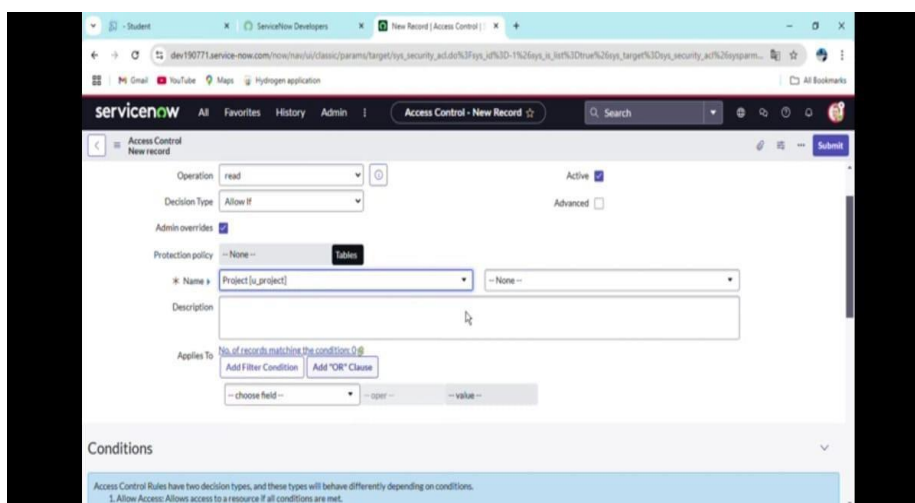 - Student
ServiceNow Developers
New Record | Access Control |
dev190771.service-now.com/now/nav/ui/classic/params/target/sys_security_acl.do%3Fsys_id%3D-1%26sys_is_list%3Dtrue%26sys_target%3Dsys_security_acl%26sysparm...
Gmail YouTube Maps Hydrogen application All Bookmarks
servicenow All Favorites History Admin Access Control - New Record Search
Access Control
New record
Submit
Operation read Active
Decision Type Allow If Advanced
Admin overrides
Protection policy -- None -- Tables
* Name Project [u_project] -- None --
Description
Applies To No. of records matching the condition: 0
Add Filter Condition Add "OR" Clause
-- choose field -- -- oper -- -- value --
Conditions
Access Control Rules have two decision types, and these types will behave differently depending on conditions.
1. Allow Access: Allows access to a resource if all conditions are met.